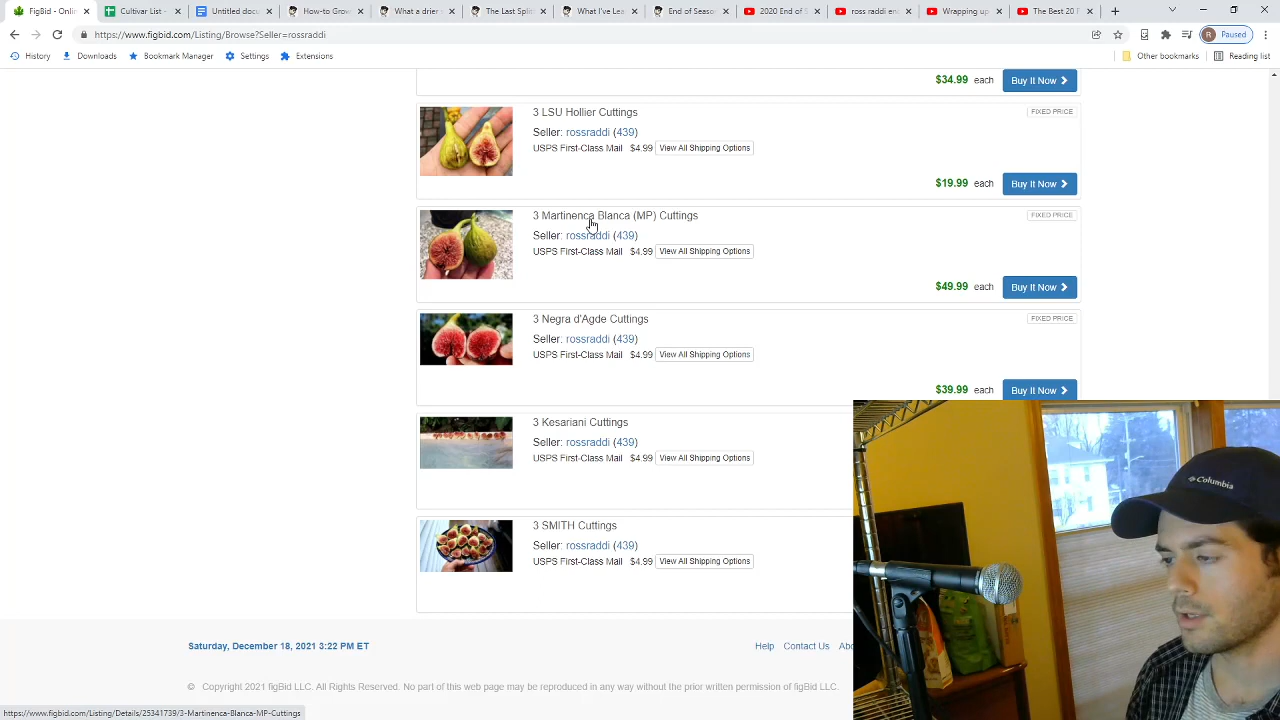 FigBid - Onlin
Cultivar List -
Untitled docu
How-to Grow
What a drier
The Last Splin
What I've Lea
End of Season
2020 End of S
ross raddi enc
Wrapping up
The Best 20 F
https://www.figbid.com/Listing/Browse?Seller=rossraddi
R Paused
History Downloads Bookmark Manager Settings Extensions Other bookmarks Reading list
$34.99 each Buy It Now
3 LSU Hollier Cuttings FIXED PRICE
Seller: rossraddi (439)
USPS First-Class Mail $4.99 View All Shipping Options
$19.99 each Buy It Now
3 Martinenca Blanca (MP) Cuttings FIXED PRICE
Seller: rossraddi (439)
USPS First-Class Mail $4.99 View All Shipping Options
$49.99 each Buy It Now
3 Negra d'Agde Cuttings FIXED PRICE
Seller: rossraddi (439)
USPS First-Class Mail $4.99 View All Shipping Options
$39.99 each Buy It Now
3 Kesariani Cuttings
Seller: rossraddi (439)
USPS First-Class Mail $4.99 View All Shipping Options
3 SMITH Cuttings
Seller: rossraddi (439)
USPS First-Class Mail $4.99 View All Shipping Options
Columbia
Saturday, December 18, 2021 3:22 PM ET Help Contact Us Abo
© Copyright 2021 figBid LLC. All Rights Reserved. No part of this web page may be reproduced in any way without the prior written permission of figBid LLC.
https://www.figbid.com/Listing/Details/25341739/3-Martinenca-Blanca-MP-Cuttings